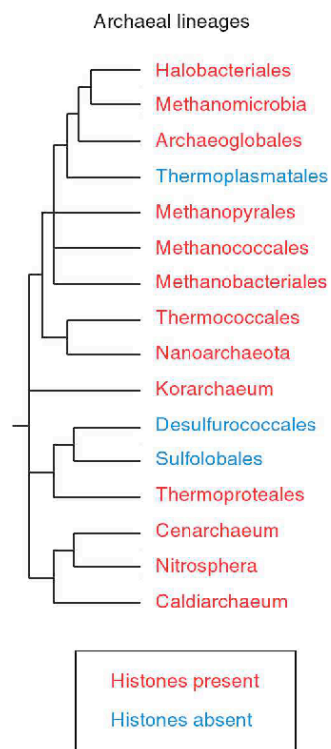 Archaeal lineages
Halobacteriales
Methanomicrobia
Archaeoglobales
Thermoplasmatales
Methanopyrales
Methanococcales
Methanobacteriales
Thermococcales
Nanoarchaeota
Korarchaeum
Desulfurococcales
Sulfolobales
Thermoproteales
Cenarchaeum
Nitrosphera
Caldiarchaeum
Histones present
Histones absent